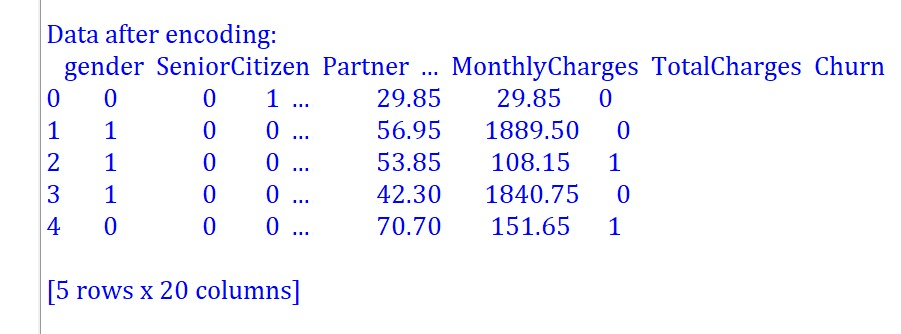 Data after encoding:
gender SeniorCitizen Partner ... MonthlyCharges TotalCharges Churn
0 0 0 1 ... 29.85 29.85 0
1 1 0 0 ... 56.95 1889.50 0
2 1 0 0 ... 53.85 108.15 1
3 1 0 0 ... 42.30 1840.75 0
4 0 0 0 ... 70.70 151.65 1
[5 rows x 20 columns]